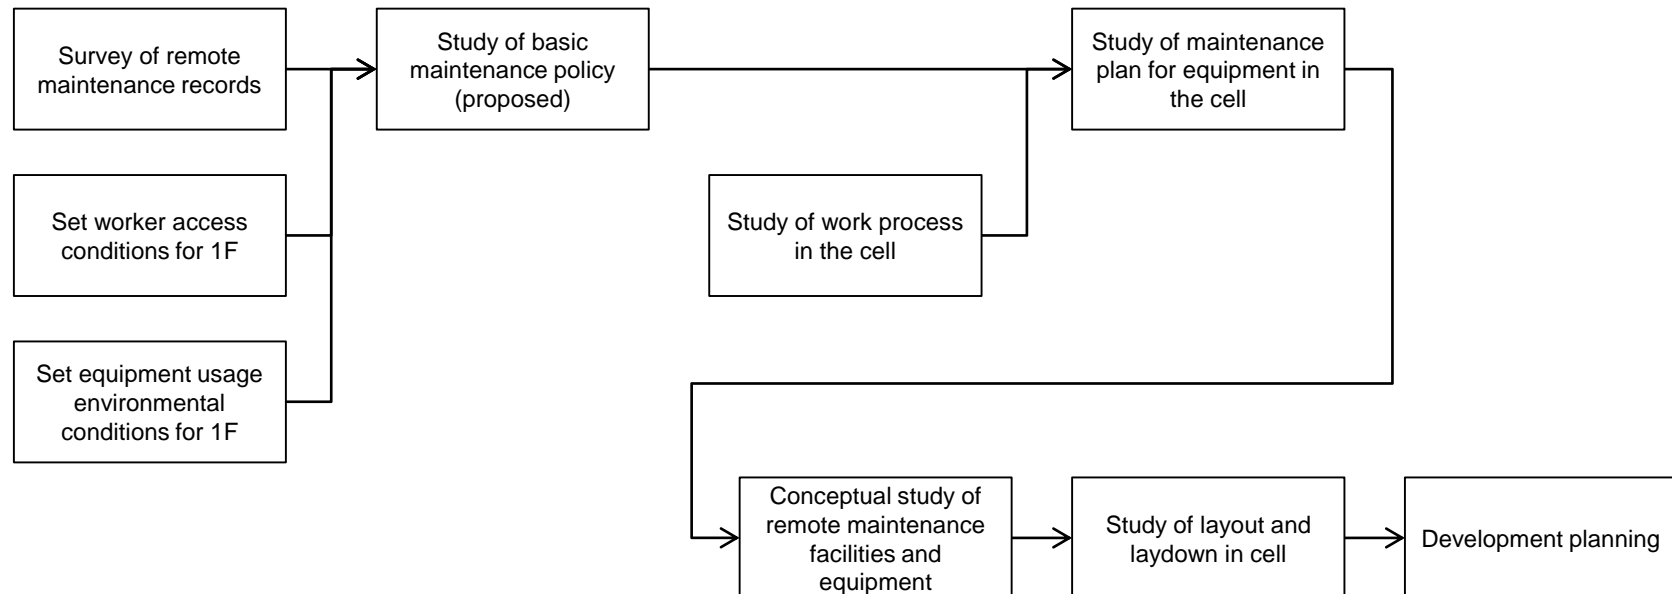 Survey of remote
maintenance records
Study of basic
maintenance policy
(proposed)
Study of maintenance
plan for equipment in
the cell
Set worker access
conditions for 1F
Study of work process
in the cell
Set equipment usage
environmental
conditions for 1F
Conceptual study of
remote maintenance
facilities and
equipment
Study of layout and
laydown in cell
Development planning